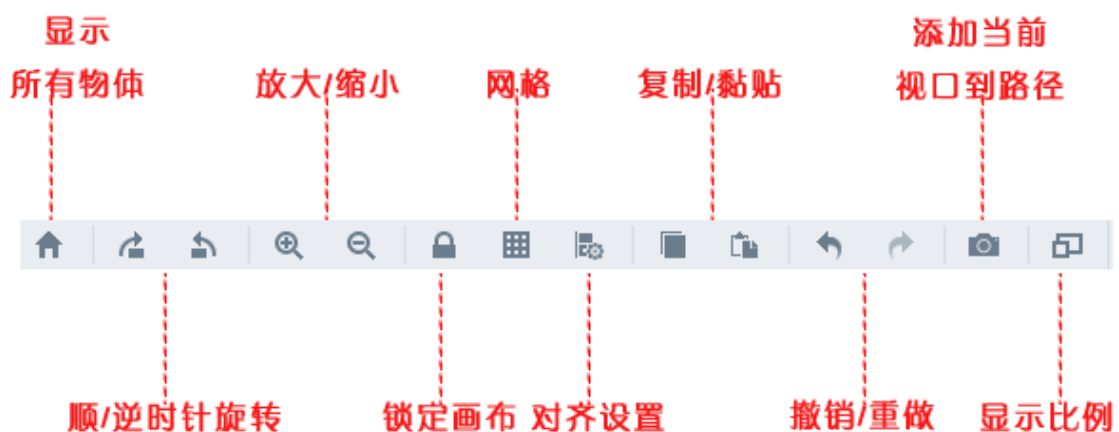 显示
所有物体
放大/缩小
网格
复制/黏贴
添加当前
视口到路径
顺/逆时针旋转
锁定画布
对齐设置
撤销/重做
显示比例